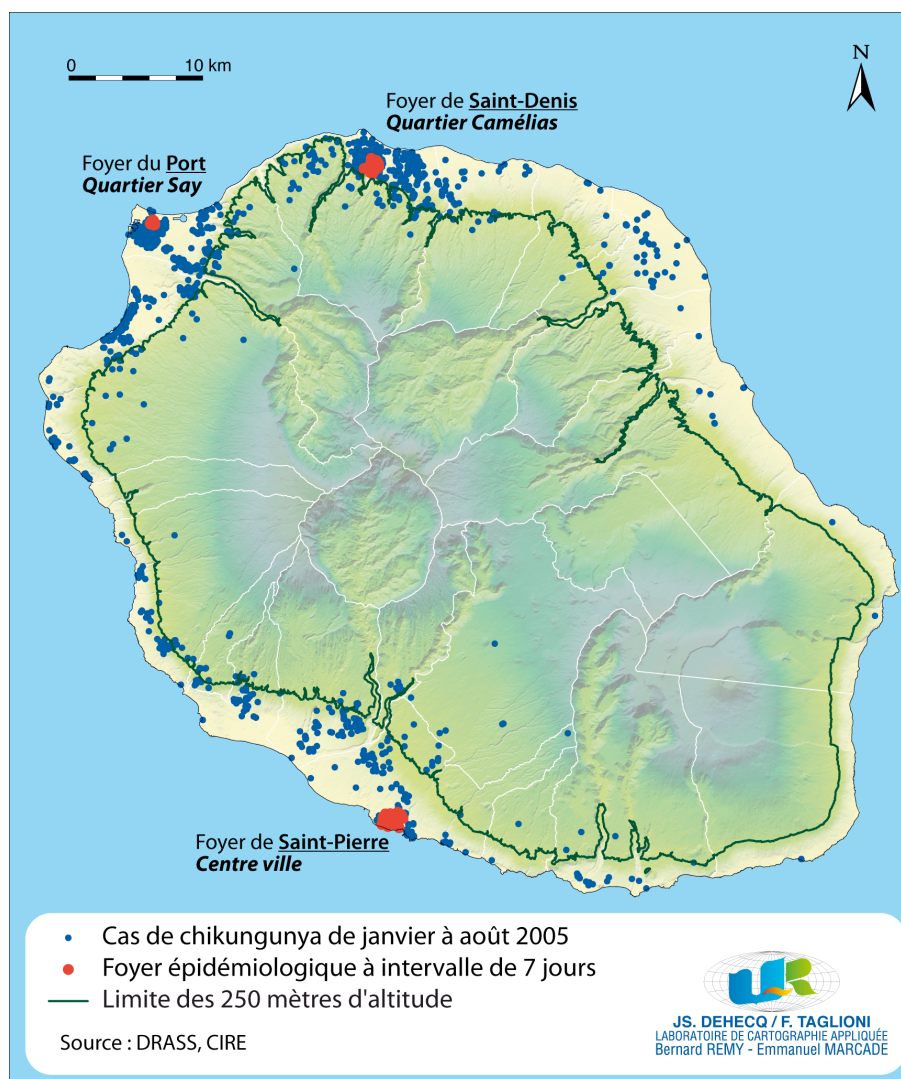 0 10 km
N
Foyer de Saint-Denis
Quartier Camélias
Foyer du Port
Quartier Say
Foyer de Saint-Pierre
Centre ville
Cas de chikungunya de janvier à août 2005
Foyer épidémiologique à intervalle de 7 jours
Limite des 250 mètres d'altitude
Source : DRASS, CIRE
UR
JS. DEHECQ / F. TAGLIONI
LABORATOIRE DE CARTOGRAPHIE APPLIQUÉE
Bernard REMY - Emmanuel MARCADE